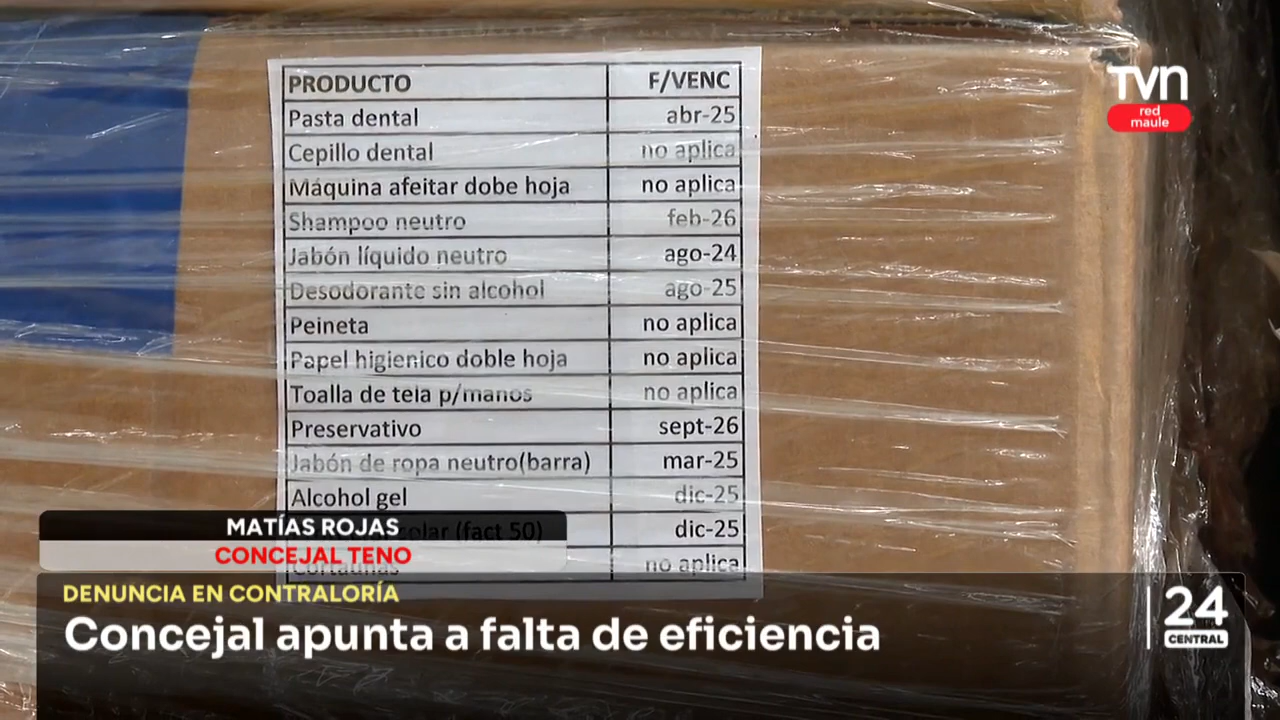 PRODUCTO F/VENC
Pasta dental abr-25
Cepillo dental no aplica
Máquina afeitar dobe hoja no aplica
Shampoo neutro feb-26
Jabón líquido neutro ago-24
Desodorante sin alcohol ago-25
Peineta no aplica
Papel higienico doble hoja no aplica
Toalla de tela p/manos no aplica
Preservativo sept-26
Jabón de ropa neutro(barra) mar-25
Alcohol gel dic-25
(fact 50) dic-25
Cortauñas no aplica
TVN
red
maule
MATÍAS ROJAS
CONCEJAL TENO
DENUNCIA EN CONTRALORÍA
Concejal apunta a falta de eficiencia
24
CENTRAL